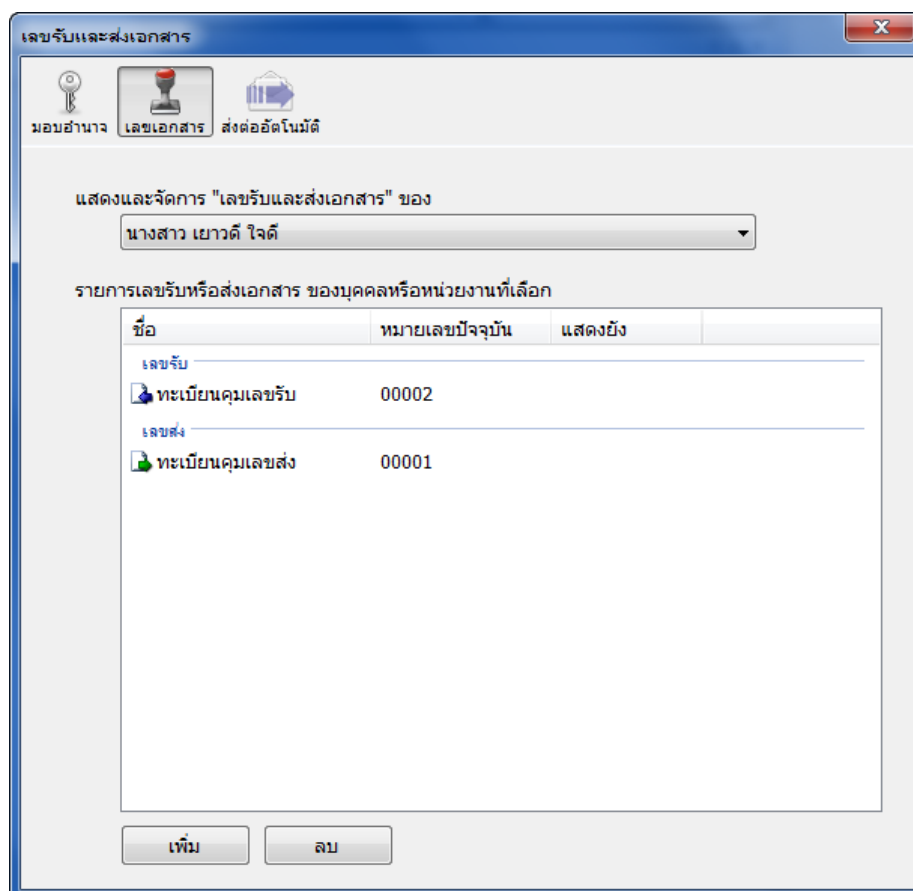 เลขรับและส่งเอกสาร
มอบอำนาจ เลขเอกสาร ส่งต่ออัตโนมัติ
แสดงและจัดการ "เลขรับและส่งเอกสาร" ของ
นางสาว เยาวดี ใจดี
รายการเลขรับหรือส่งเอกสาร ของบุคคลหรือหน่วยงานที่เลือก
ชื่อ หมายเลขปัจจุบัน แสดงยัง
เลขรับ
ทะเบียนคุมเลขรับ 00002
เลขส่ง
ทะเบียนคุมเลขส่ง 00001
เพิ่ม ลบ